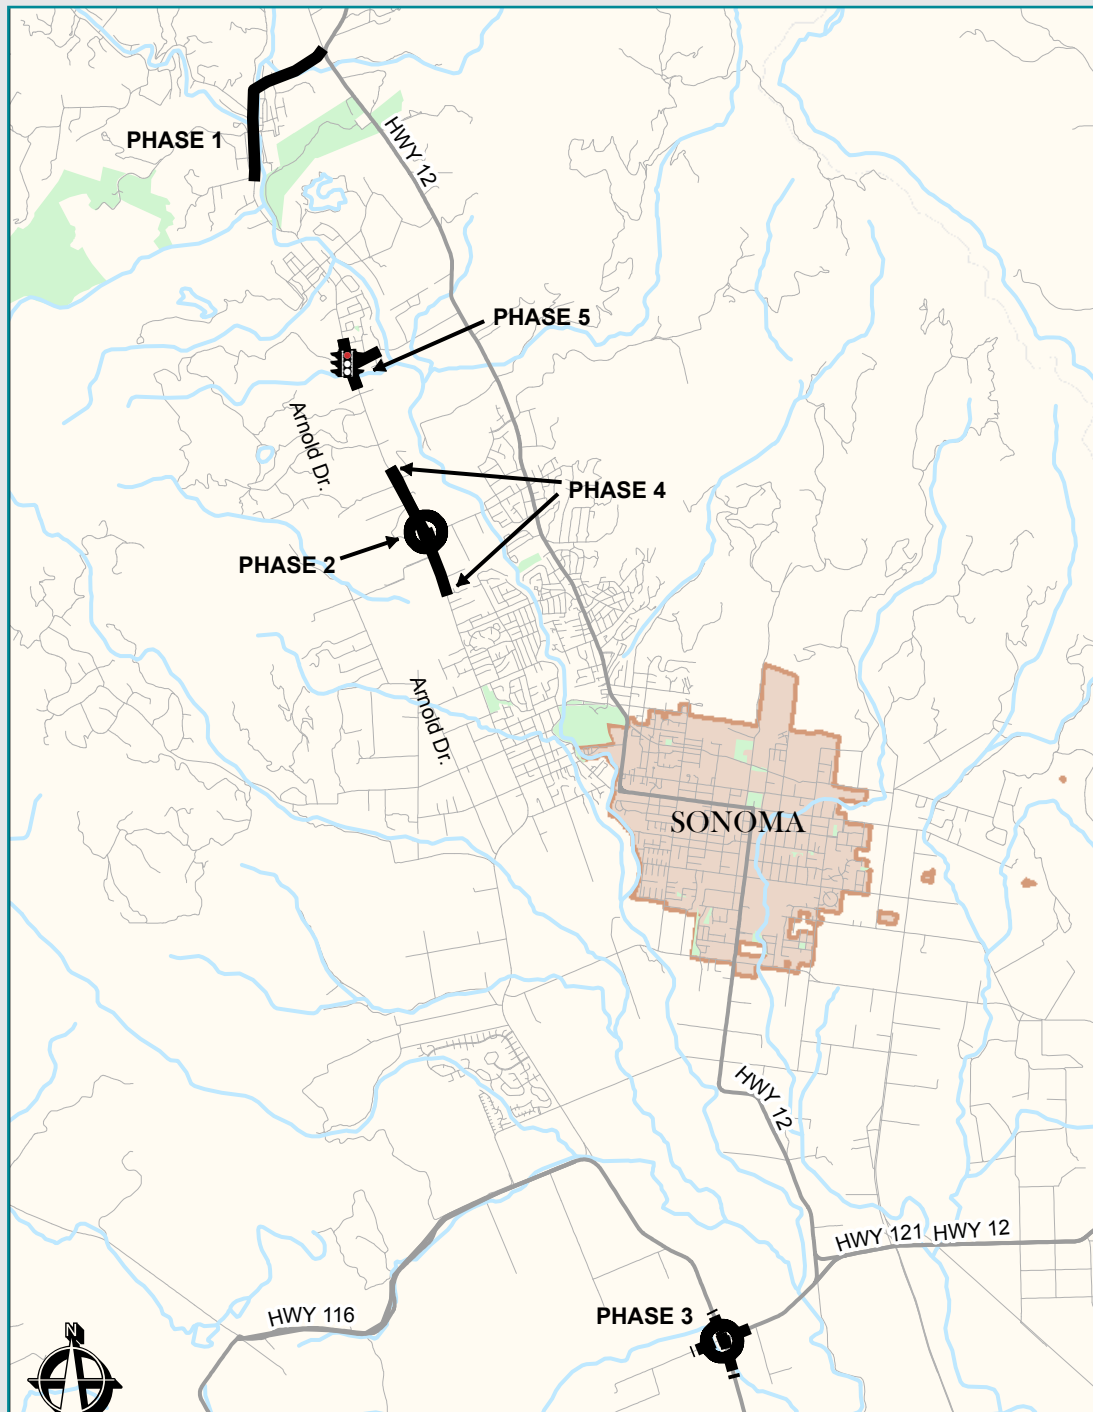 PHASE 1
HWY 12
PHASE 5
Arnold Dr.
PHASE 4
PHASE 2
Arnold Dr.
SONOMA
HWY 12
HWY 121
HWY 12
HWY 116
PHASE 3
N